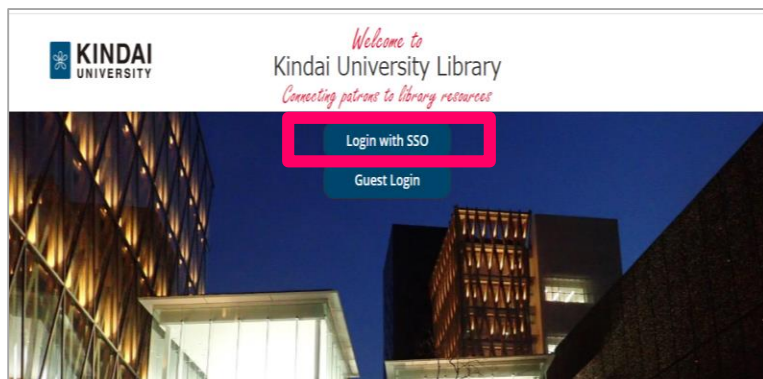 KINDAI
UNIVERSITY
Welcome to
Kindai University Library
Connecting patrons to library resources
Login with SSO
Guest Login